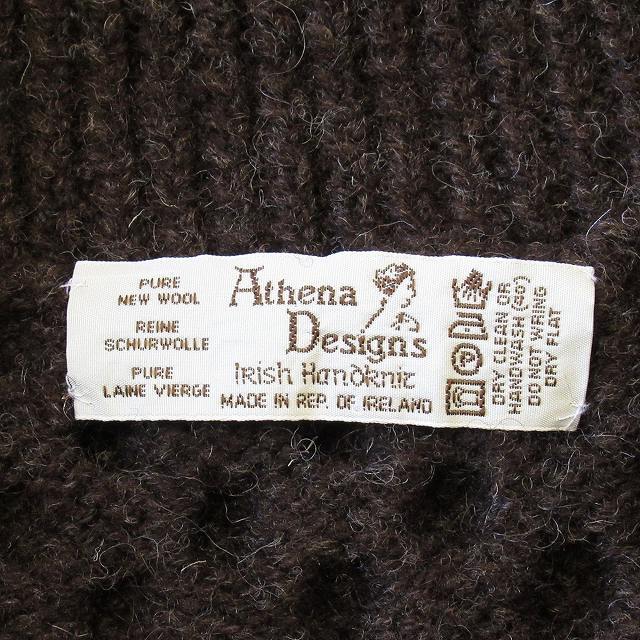 PURE
NEW WOOL
REINE
SCHURWOLLE
PURE
LAINE VIERGE
Athena
Designs
Irish Handknit
MADE IN REP. OF IRELAND
DRY CLEAN OR
HANDWASH (40)
DO NOT WRING
DRY FLAT